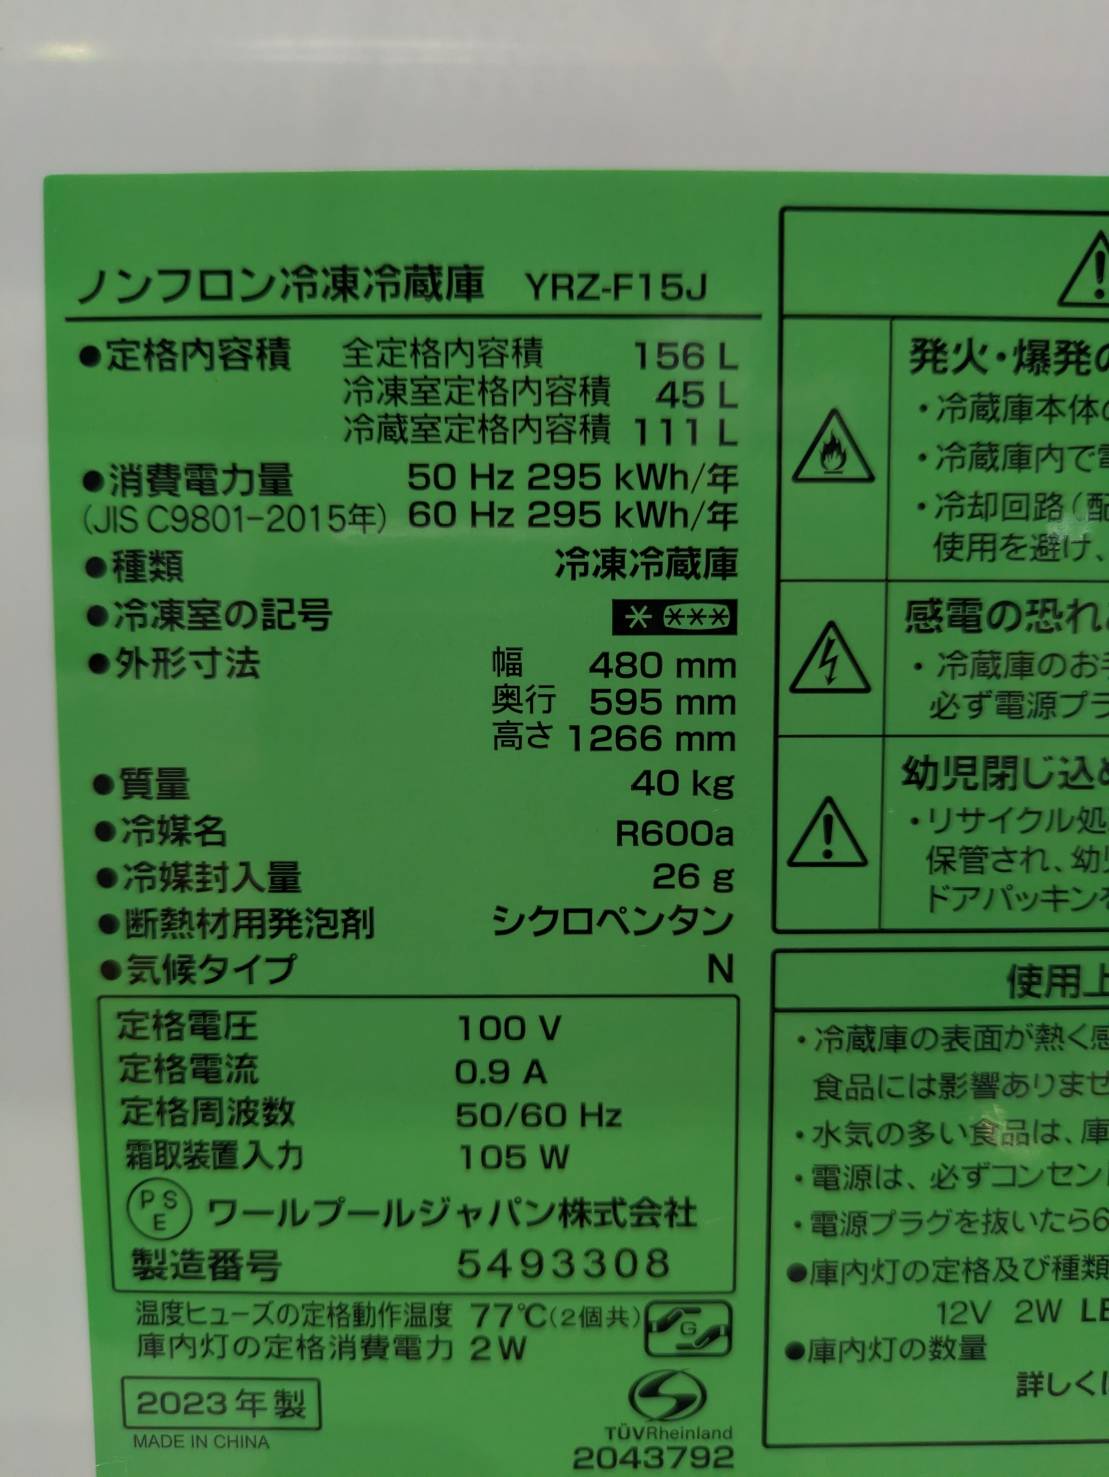 ノンフロン冷凍冷蔵庫 YRZ-F15J
●定格内容積 全定格内容積 156 L
冷凍室定格内容積 45 L
冷蔵室定格内容積 111 L
●消費電力量 50 Hz 295 kWh/年
(JIS C9801-2015年) 60 Hz 295 kWh/年
●種類 冷凍冷蔵庫
●冷凍室の記号 * ***
●外形寸法 幅 480 mm
奥行 595 mm
高さ 1266 mm
●質量 40 kg
●冷媒名 R600a
●冷媒封入量 26 g
●断熱材用発泡剤 シクロペンタン
●気候タイプ N
定格電圧 100 V
定格電流 0.9 A
定格周波数 50/60 Hz
霜取装置入力 105 W
PSE ワールプールジャパン株式会社
製造番号 5493308
温度ヒューズの定格動作温度 77℃(2個共)
G
庫内灯の定格消費電力 2W
2023年製
MADE IN CHINA
TÜVRheinland
2043792
発火・爆発の
・冷蔵庫本体の
・冷蔵庫内で電
・冷却回路(配
使用を避け、
感電の恐れ
・冷蔵庫のお手
必ず電源プラ
幼児閉じ込め
・リサイクル処
保管され、幼児
ドアパッキンを
使用上
・冷蔵庫の表面が熱く感
食品には影響ありませ
・水気の多い食品は、庫
・電源は、必ずコンセン
・電源プラグを抜いたら6
●庫内灯の定格及び種類
12V 2W LE
●庫内灯の数量
詳しくは